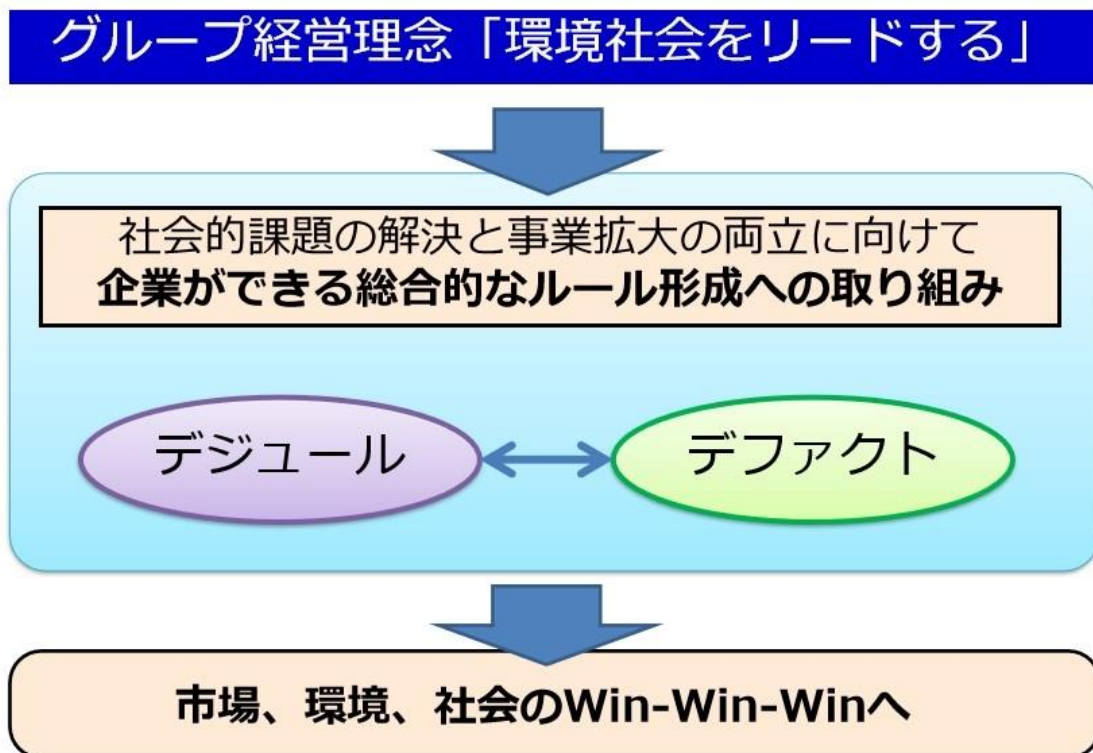 グループ経営理念「環境社会をリードする」
社会的課題の解決と事業拡大の両立に向けて
企業ができる総合的なルール形成への取り組み
デジュール
デファクト
市場、環境、社会のWin-Win-Winへ